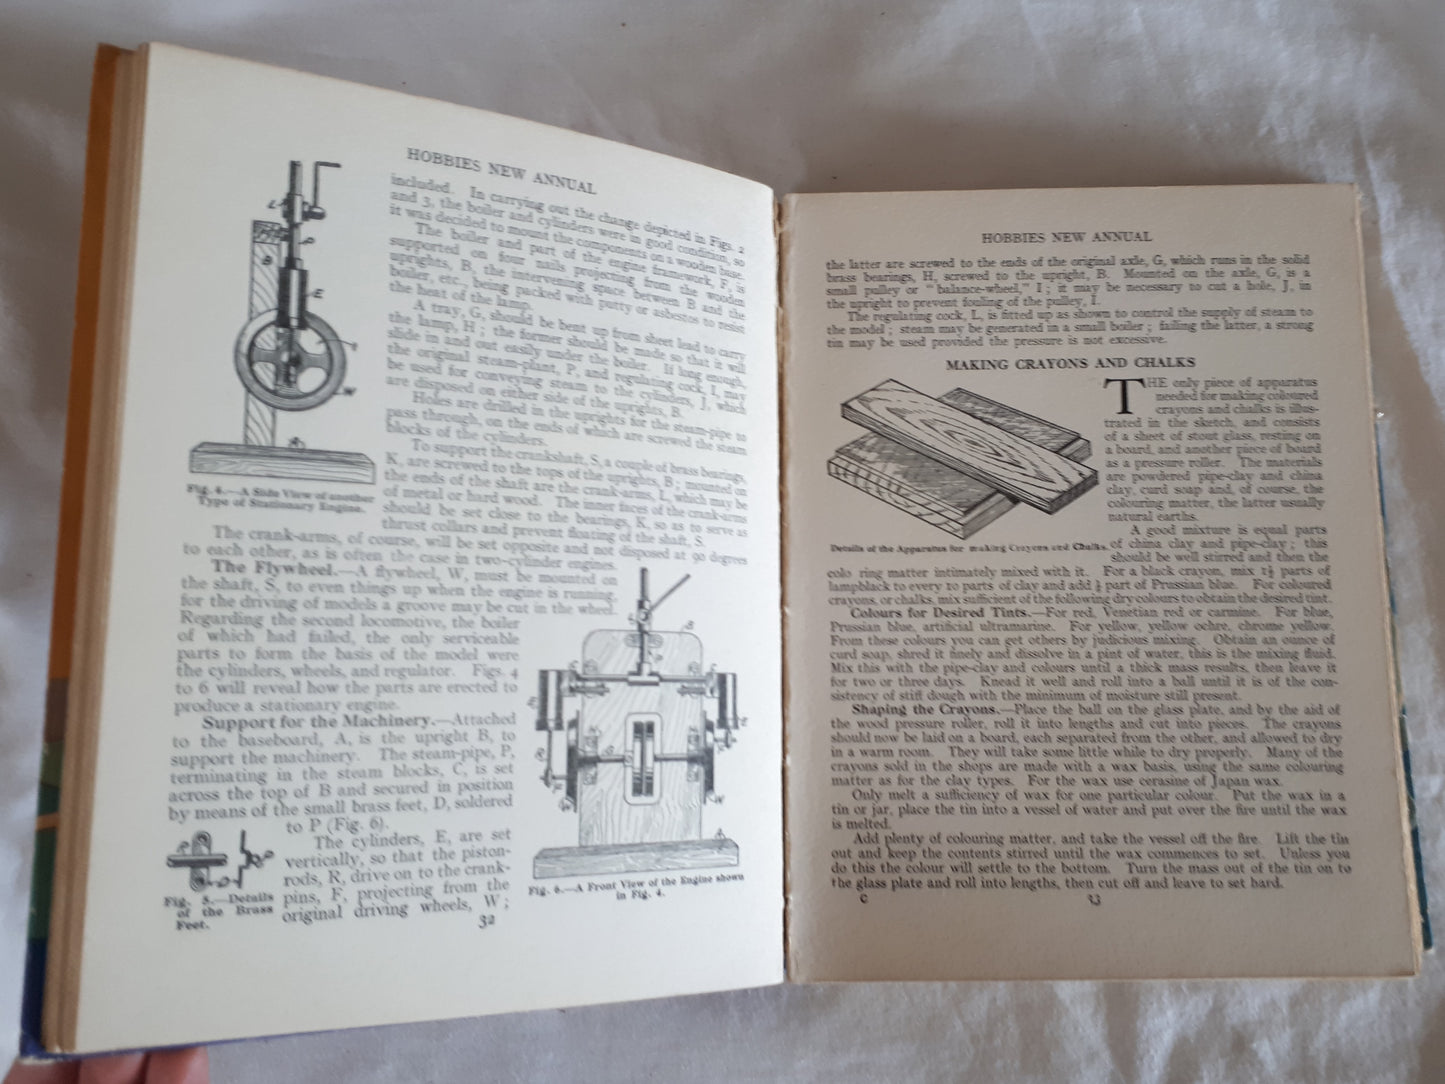 HOBBIES NEW ANNUAL
included. In carrying out the change depicted in Figs. 2
and 3, the boiler and cylinders were in good condition, so
it was decided to mount the components on a wooden base.
The boiler and part of the engine framework, F, is
supported on four nails projecting from the wooden
uprights, B, the intervening space between B and the
boiler, etc., being packed with putty or asbestos to resist
the heat of the lamp.
A tray, G, should be bent up from sheet lead to carry
the lamp, H; the former should be made so that it will
slide in and out easily under the boiler. If long enough,
the original steam-plant, P, and regulating cock, I, may
be used for conveying steam to the cylinders, J, which
are disposed on either side of the uprights, B.
Holes are drilled in the uprights for the steam-pipe to
pass through, on the ends of which are screwed the steam
blocks of the cylinders.
To support the crankshaft, S, a couple of brass bearings,
K, are screwed to the tops of the uprights, B; mounted on
the ends of the shaft are the crank-arms, L, which may be
of metal or hard wood. The inner faces of the crank-arms
should be set close to the bearings, K, so as to serve as
thrust collars and prevent floating of the shaft, S.
L
D
B
E
W
A
Fig. 4.—A Side View of another
Type of Stationary Engine.
The crank-arms, of course, will be set opposite and not disposed at 90 degrees
to each other, as is often the case in two-cylinder engines.
The Flywheel.—A flywheel, W, must be mounted on
the shaft, S, to even things up when the engine is running,
for the driving of models a groove may be cut in the wheel.
Regarding the second locomotive, the boiler
of which had failed, the only serviceable
parts to form the basis of the model were
the cylinders, wheels, and regulator. Figs. 4
to 6 will reveal how the parts are erected to
produce a stationary engine.
Support for the Machinery.—Attached
to the baseboard, A, is the upright B, to
support the machinery. The steam-pipe, P,
terminating in the steam blocks, C, is set
across the top of B and secured in position
by means of the small brass feet, D, soldered
to P (Fig. 6).
The cylinders, E, are set
vertically, so that the piston-
rods, R, drive on to the crank-
pins, F, projecting from the
original driving wheels, W;
Fig. 5.—Details
of the Brass
Feet.
B
L
P
E
R
G
F
W
A
Fig. 6.—A Front View of the Engine shown
in Fig. 4.
32
HOBBIES NEW ANNUAL
the latter are screwed to the ends of the original axle, G, which runs in the solid
brass bearings, H, screwed to the upright, B. Mounted on the axle, G, is a
small pulley or "balance-wheel," I; it may be necessary to cut a hole, J, in
the upright to prevent fouling of the pulley, I.
The regulating cock, L, is fitted up as shown to control the supply of steam to
the model; steam may be generated in a small boiler; failing the latter, a strong
tin may be used provided the pressure is not excessive.
MAKING CRAYONS AND CHALKS
THE only piece of apparatus
needed for making coloured
crayons and chalks is illus-
trated in the sketch, and consists
of a sheet of stout glass, resting on
a board, and another piece of board
as a pressure roller. The materials
are powdered pipe-clay and china
clay, curd soap and, of course, the
colouring matter, the latter usually
natural earths.
A good mixture is equal parts
of china clay and pipe-clay; this
should be well stirred and then the
Details of the Apparatus for making Crayons and Chalks.
colo ring matter intimately mixed with it. For a black crayon, mix 1½ parts of
lampblack to every 10 parts of clay and add ½ part of Prussian blue. For coloured
crayons, or chalks, mix sufficient of the following dry colours to obtain the desired tint.
Colours for Desired Tints.—For red, Venetian red or carmine. For blue,
Prussian blue, artificial ultramarine. For yellow, yellow ochre, chrome yellow.
From these colours you can get others by judicious mixing. Obtain an ounce of
curd soap, shred it finely and dissolve in a pint of water, this is the mixing fluid.
Mix this with the pipe-clay and colours until a thick mass results, then leave it
for two or three days. Knead it well and roll into a ball until it is of the con-
sistency of stiff dough with the minimum of moisture still present.
Shaping the Crayons.—Place the ball on the glass plate, and by the aid of
the wood pressure roller, roll it into lengths and cut into pieces. The crayons
should now be laid on a board, each separated from the other, and allowed to dry
in a warm room. They will take some little while to dry properly. Many of the
crayons sold in the shops are made with a wax basis, using the same colouring
matter as for the clay types. For the wax use cerasine of Japan wax.
Only melt a sufficiency of wax for one particular colour. Put the wax in a
tin or jar, place the tin into a vessel of water and put over the fire until the wax
is melted.
Add plenty of colouring matter, and take the vessel off the fire. Lift the tin
out and keep the contents stirred until the wax commences to set. Unless you
do this the colour will settle to the bottom. Turn the mass out of the tin on to
the glass plate and roll into lengths, then cut off and leave to set hard.
C
33